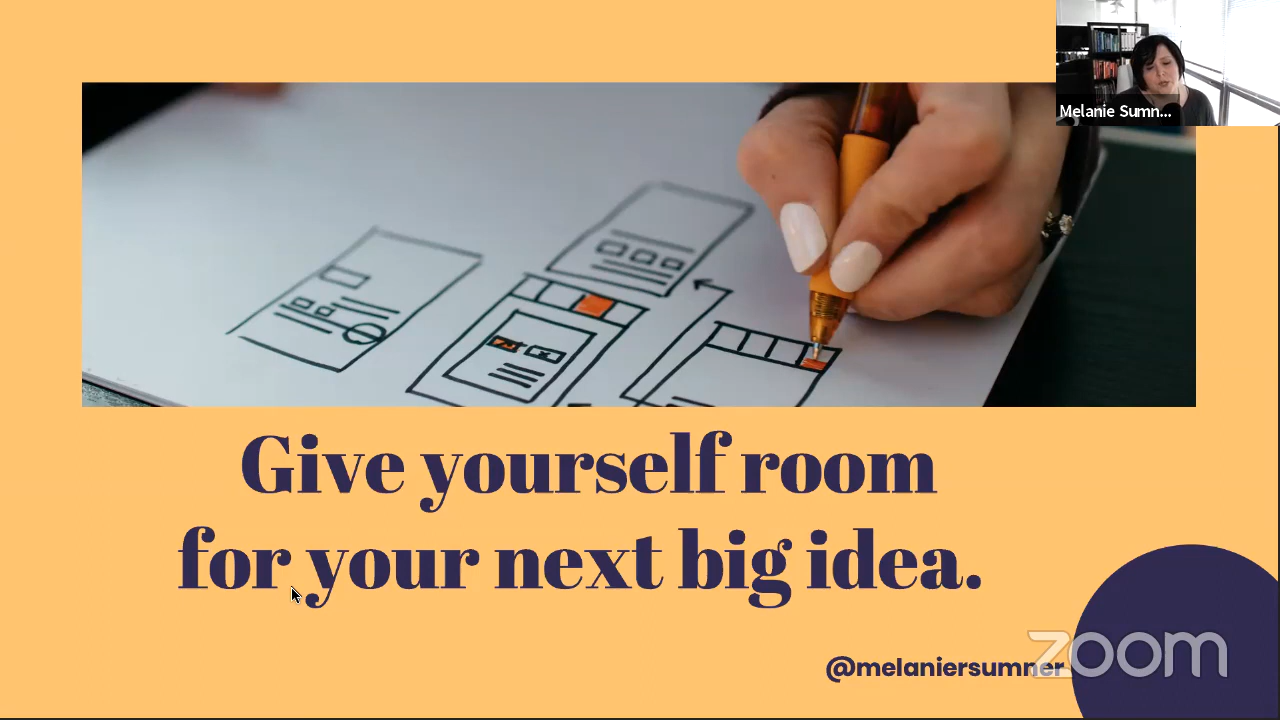 Melanie Sumn...
Give yourself room
for your next big idea.
@melaniersumner
zoom